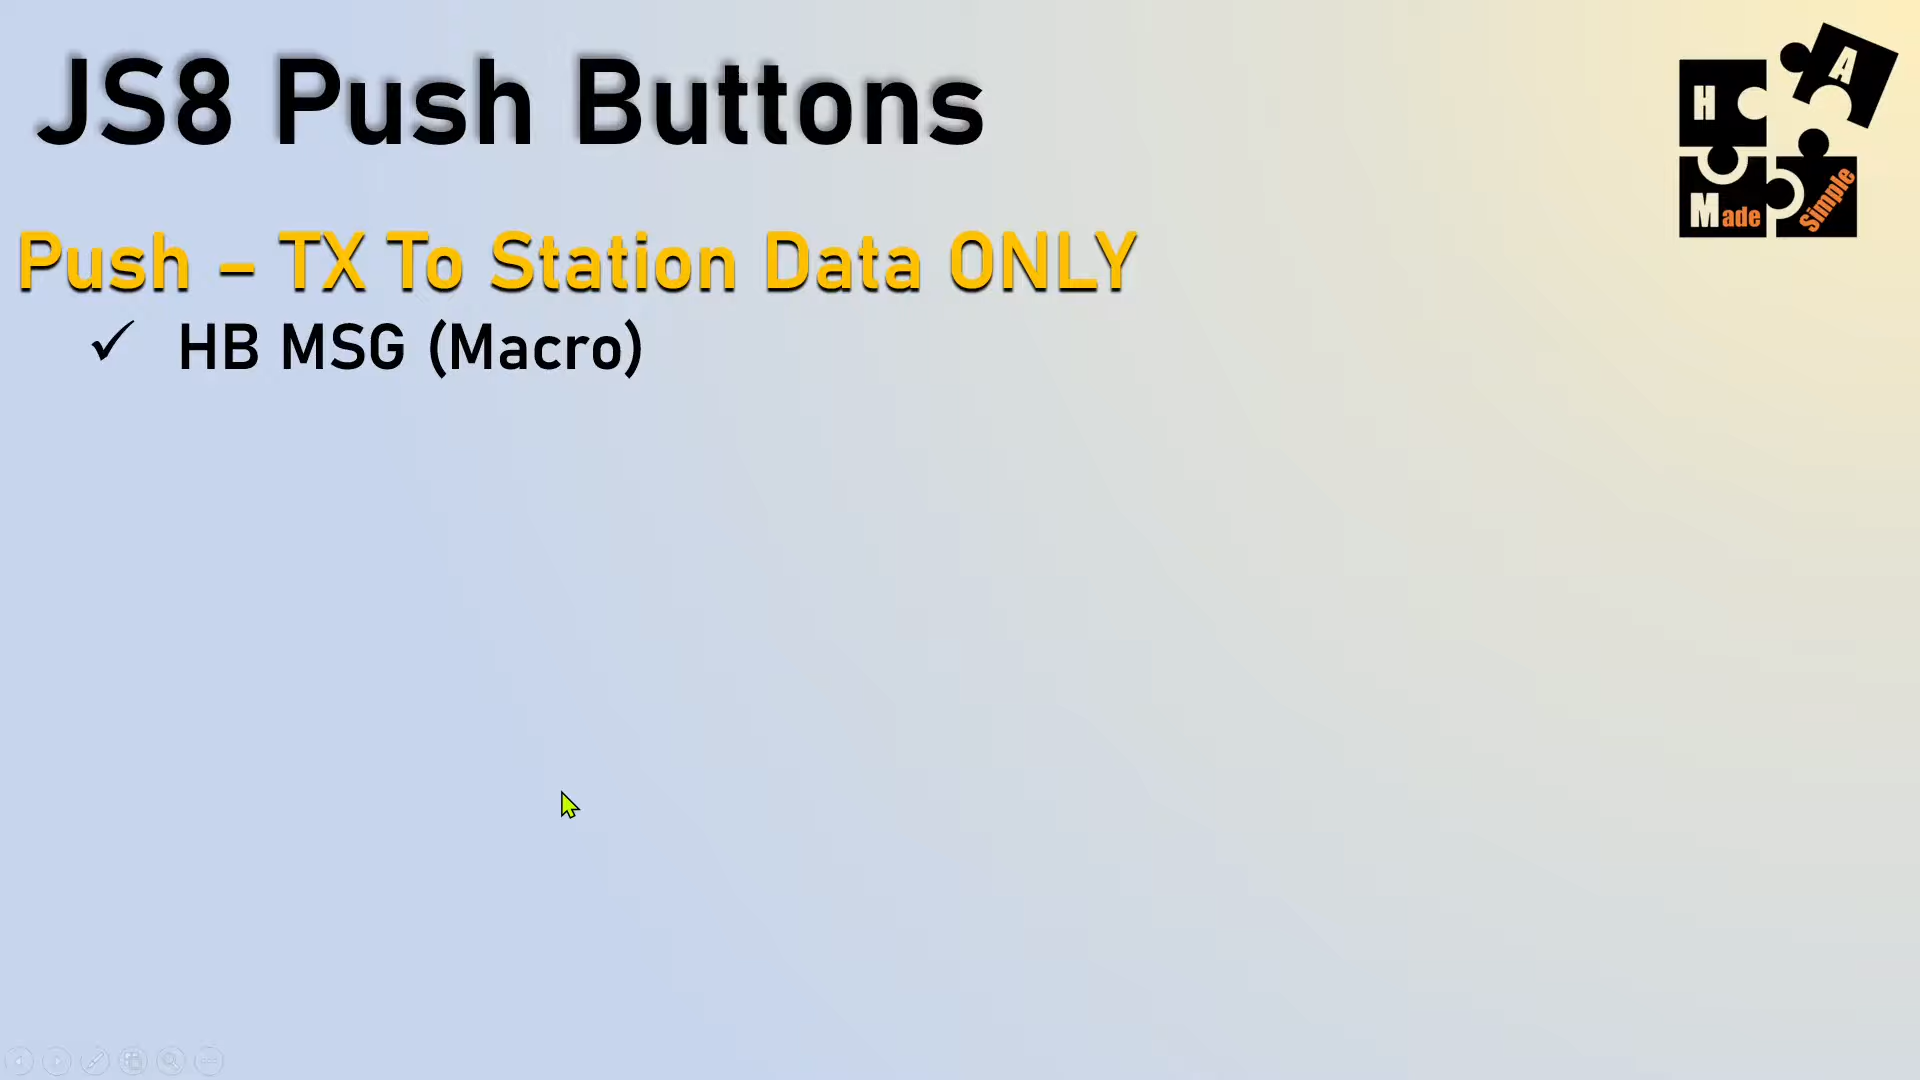 JS8 Push Buttons
H A
Made Simple
Push – TX To Station Data ONLY
✓ HB MSG (Macro)